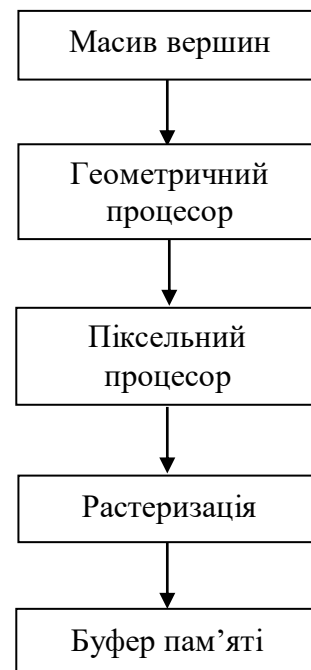 Масив вершин
Геометричний
процесор
Піксельний
процесор
Растеризація
Буфер пам’яті